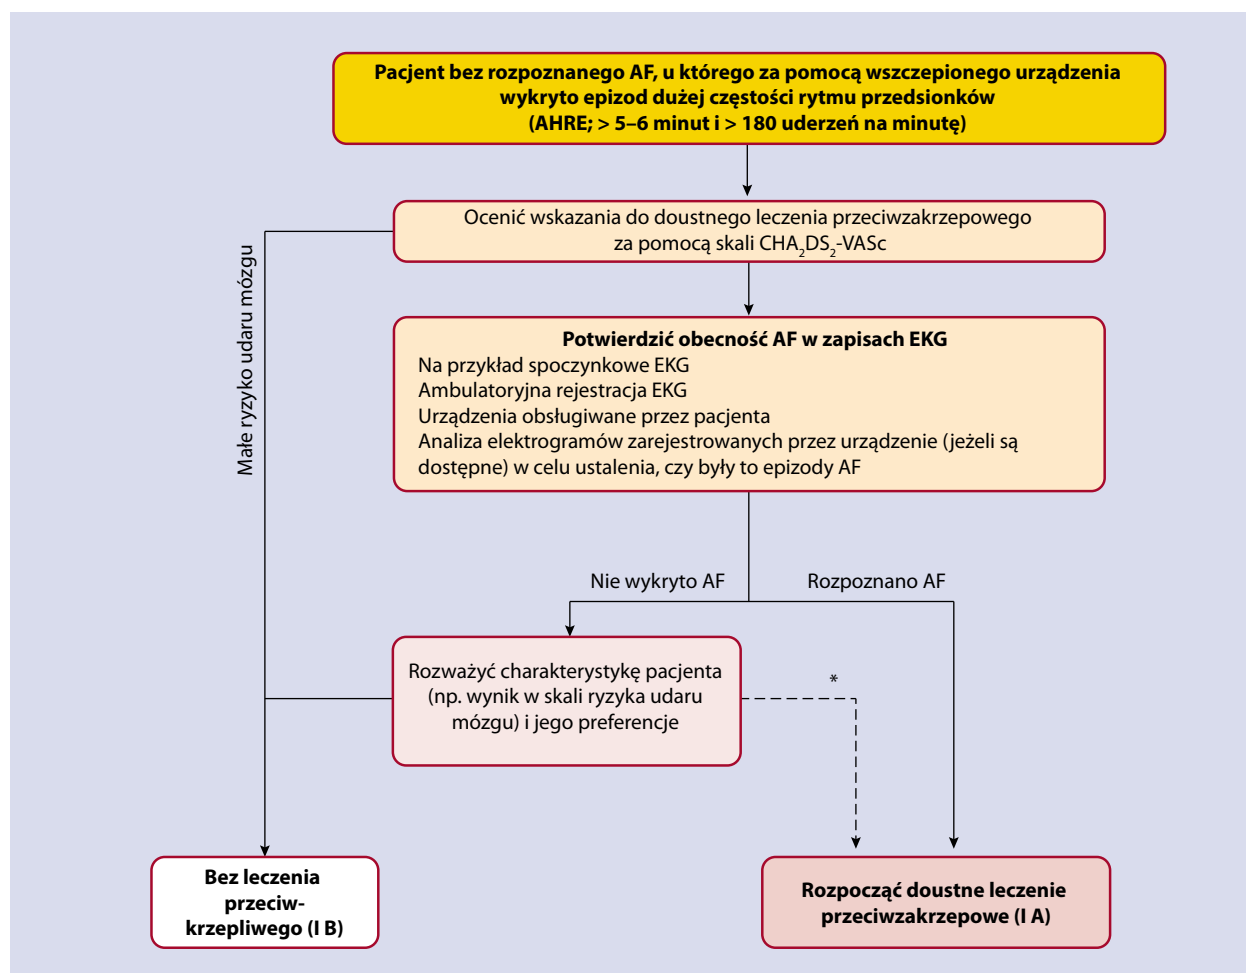 Pacjent bez rozpoznanego AF, u którego za pomocą wszczepionego urządzenia
wykryto epizod dużej częstości rytmu przedsionków
(AHRE; > 5–6 minut i > 180 uderzeń na minutę)
Ocenić wskazania do doustnego leczenia przeciwzakrzepowego
za pomocą skali CHA₂DS₂-VASc
Małe ryzyko udaru mózgu
Potwierdzić obecność AF w zapisach EKG
Na przykład spoczynkowe EKG
Ambulatoryjna rejestracja EKG
Urządzenia obsługiwane przez pacjenta
Analiza elektrogramów zarejestrowanych przez urządzenie (jeżeli są
dostępne) w celu ustalenia, czy były to epizody AF
Nie wykryto AF
Rozpoznano AF
Rozważyć charakterystykę pacjenta
(np. wynik w skali ryzyka udaru
mózgu) i jego preferencje
*
Bez leczenia
przeciw-
krzepliwego (I B)
Rozpocząć doustne leczenie
przeciwzakrzepowe (I A)